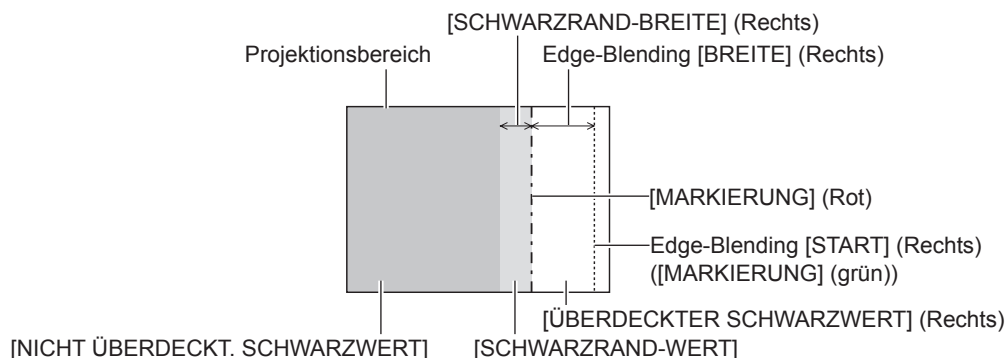 [SCHWARZRAND-BREITE] (Rechts)
Projektionsbereich
Edge-Blending [BREITE] (Rechts)
[MARKIERUNG] (Rot)
Edge-Blending [START] (Rechts)
([MARKIERUNG] (grün))
[ÜBERDECKTER SCHWARZWERT] (Rechts)
[NICHT ÜBERDECKT. SCHWARZWERT]
[SCHWARZRAND-WERT]